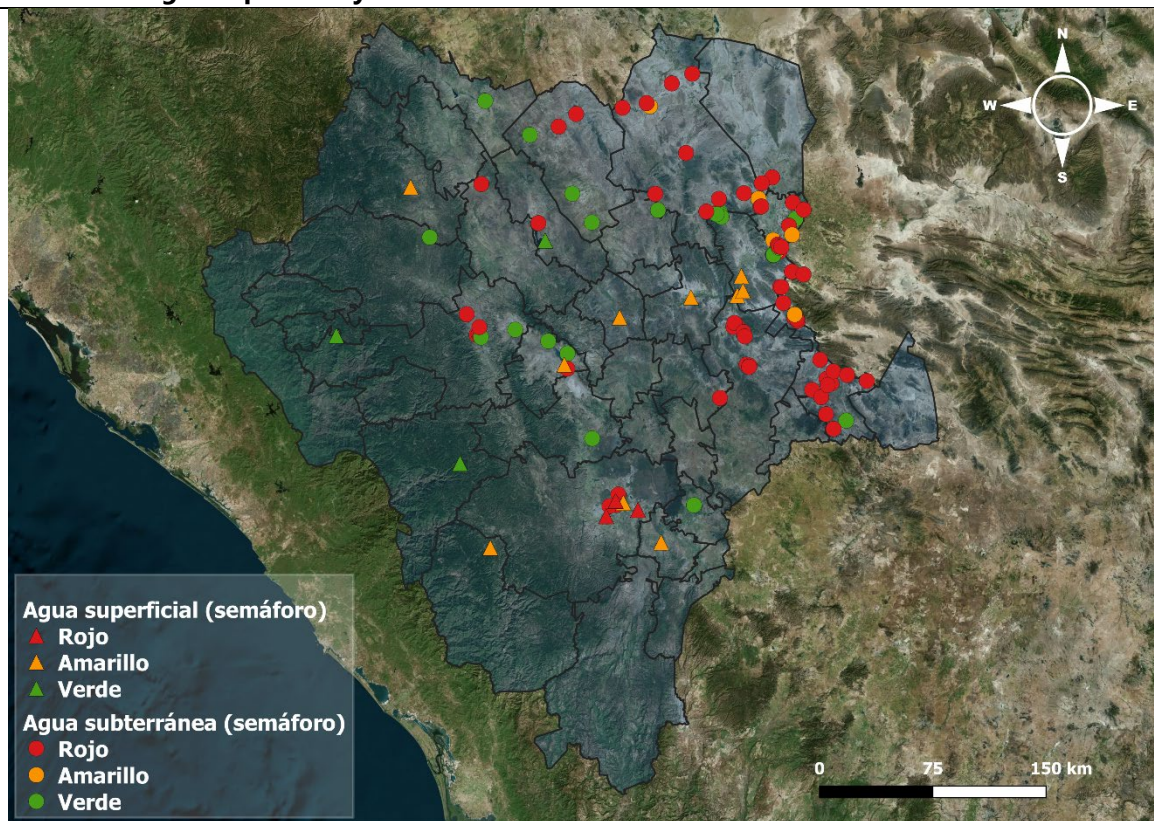 N
W
E
S
Agua superficial (semáforo)
Rojo
Amarillo
Verde
Agua subterránea (semáforo)
Rojo
Amarillo
Verde
0 75 150 km